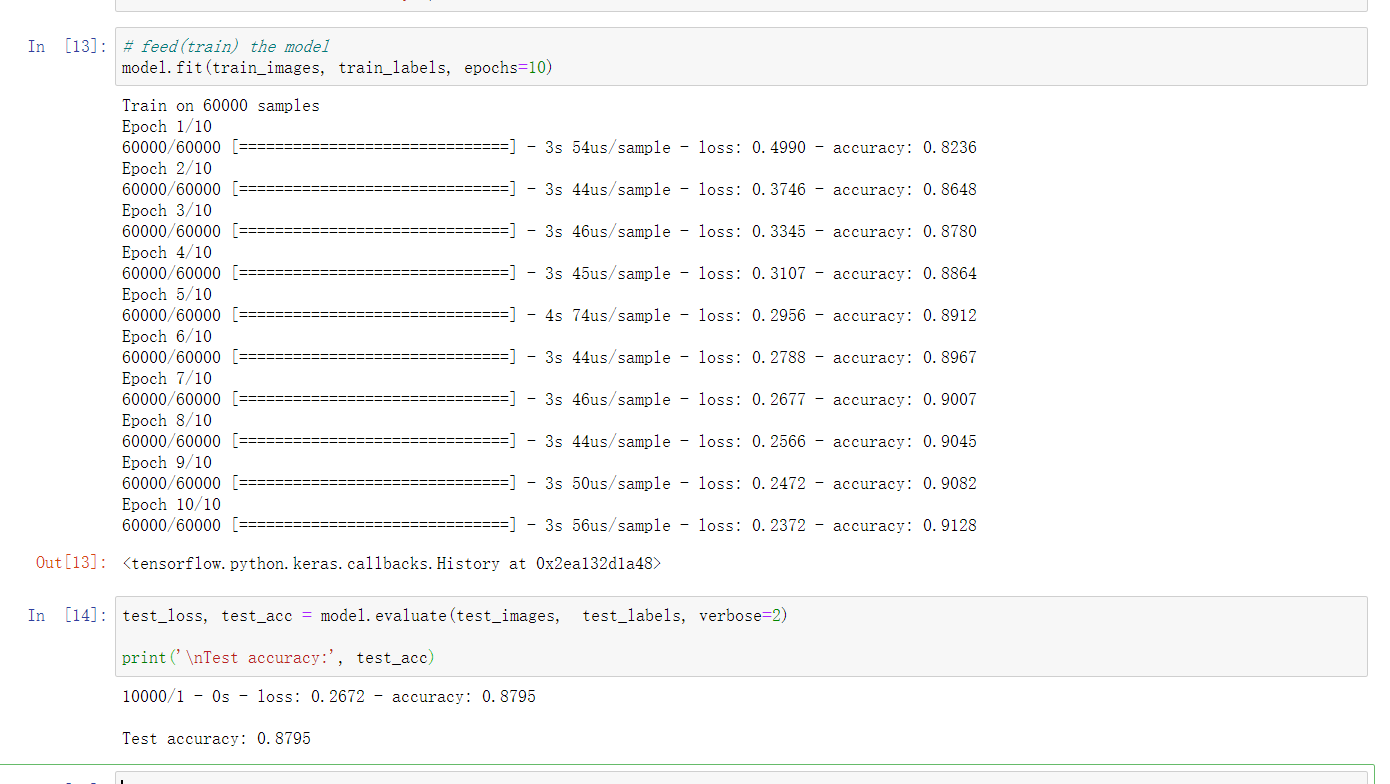 In [13]:
# feed(train) the model
model.fit(train_images, train_labels, epochs=10)
Train on 60000 samples
Epoch 1/10
60000/60000 [==============================] - 3s 54us/sample - loss: 0.4990 - accuracy: 0.8236
Epoch 2/10
60000/60000 [==============================] - 3s 44us/sample - loss: 0.3746 - accuracy: 0.8648
Epoch 3/10
60000/60000 [==============================] - 3s 46us/sample - loss: 0.3345 - accuracy: 0.8780
Epoch 4/10
60000/60000 [==============================] - 3s 45us/sample - loss: 0.3107 - accuracy: 0.8864
Epoch 5/10
60000/60000 [==============================] - 4s 74us/sample - loss: 0.2956 - accuracy: 0.8912
Epoch 6/10
60000/60000 [==============================] - 3s 44us/sample - loss: 0.2788 - accuracy: 0.8967
Epoch 7/10
60000/60000 [==============================] - 3s 46us/sample - loss: 0.2677 - accuracy: 0.9007
Epoch 8/10
60000/60000 [==============================] - 3s 44us/sample - loss: 0.2566 - accuracy: 0.9045
Epoch 9/10
60000/60000 [==============================] - 3s 50us/sample - loss: 0.2472 - accuracy: 0.9082
Epoch 10/10
60000/60000 [==============================] - 3s 56us/sample - loss: 0.2372 - accuracy: 0.9128
Out[13]: <tensorflow.python.keras.callbacks.History at 0x2ea132d1a48>
In [14]:
test_loss, test_acc = model.evaluate(test_images,  test_labels, verbose=2)
print('\nTest accuracy:', test_acc)
10000/1 - 0s - loss: 0.2672 - accuracy: 0.8795
Test accuracy: 0.8795